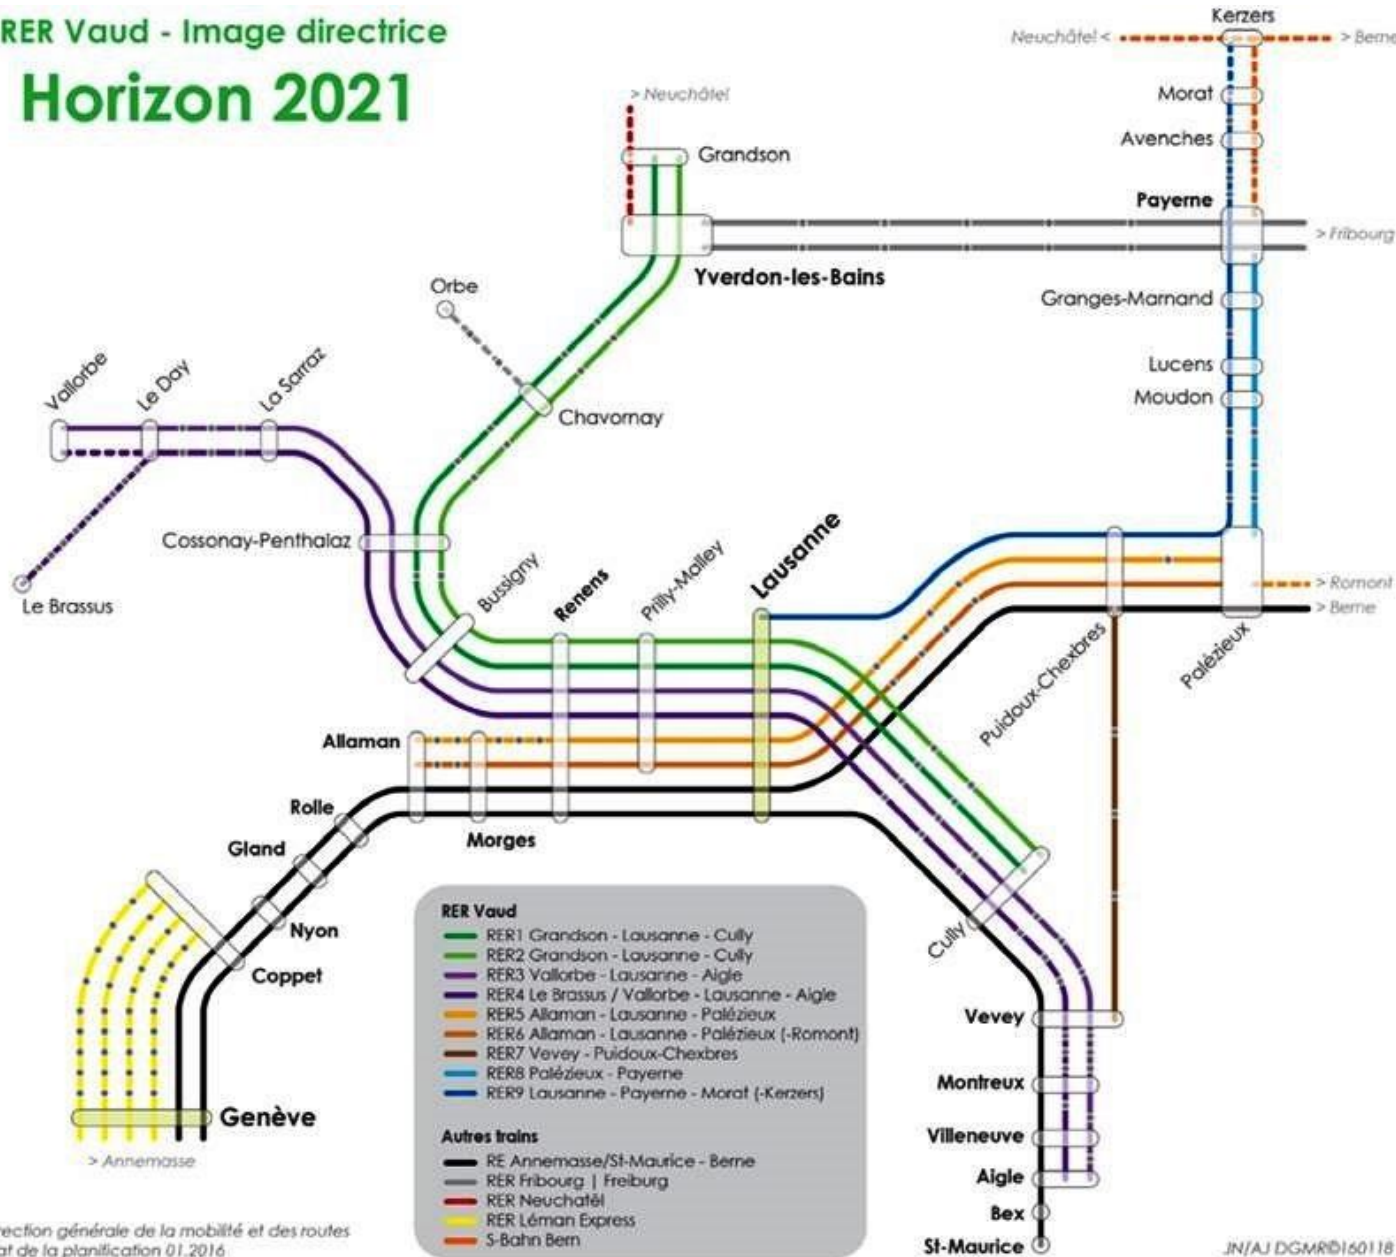 RER Vaud - Image directrice
Horizon 2021
Kerzers
Neuchâtel <
> Berne
Morat
Avenches
Payerne
> Fribourg
> Neuchâtel
Grandson
Yverdon-les-Bains
Granges-Marnand
Lucens
Moudon
Orbe
Chavornay
Vallorbe
Le Day
La Sarraz
Cossonay-Penthalaz
Le Brassus
Bussigny
Renens
Prilly-Malley
Lausanne
> Romont
> Berne
Puidoux-Chexbres
Palézieux
Allaman
Rolle
Morges
Gland
Nyon
Coppet
Cully
Vevey
Montreux
Villeneuve
Aigle
Bex
St-Maurice
Genève
> Annemasse
RER Vaud
RER1 Grandson - Lausanne - Cully
RER2 Grandson - Lausanne - Cully
RER3 Vallorbe - Lausanne - Aigle
RER4 Le Brassus / Vallorbe - Lausanne - Aigle
RER5 Allaman - Lausanne - Palézieux
RER6 Allaman - Lausanne - Palézieux (-Romont)
RER7 Vevey - Puidoux-Chexbres
RER8 Palézieux - Payerne
RER9 Lausanne - Payerne - Morat (-Kerzers)
Autres trains
RE Annemasse/St-Maurice - Berne
RER Fribourg | Freiburg
RER Neuchatêl
RER Léman Express
S-Bahn Bern
rection générale de la mobilité et des routes
at de la planification 01.2016
JN/AJ DGMR©160118